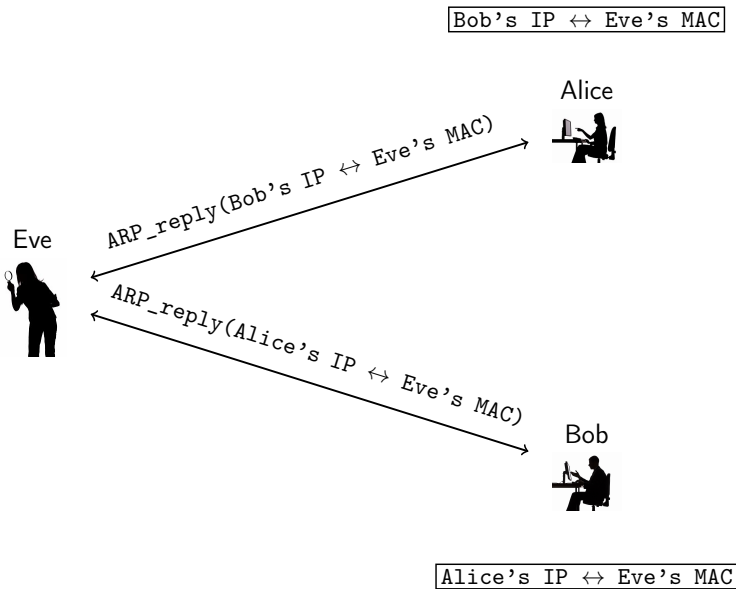 Bob's IP ↔ Eve's MAC
Alice
ARP_reply(Bob's IP ↔ Eve's MAC)
Eve
ARP_reply(Alice's IP ↔ Eve's MAC)
Bob
Alice's IP ↔ Eve's MAC